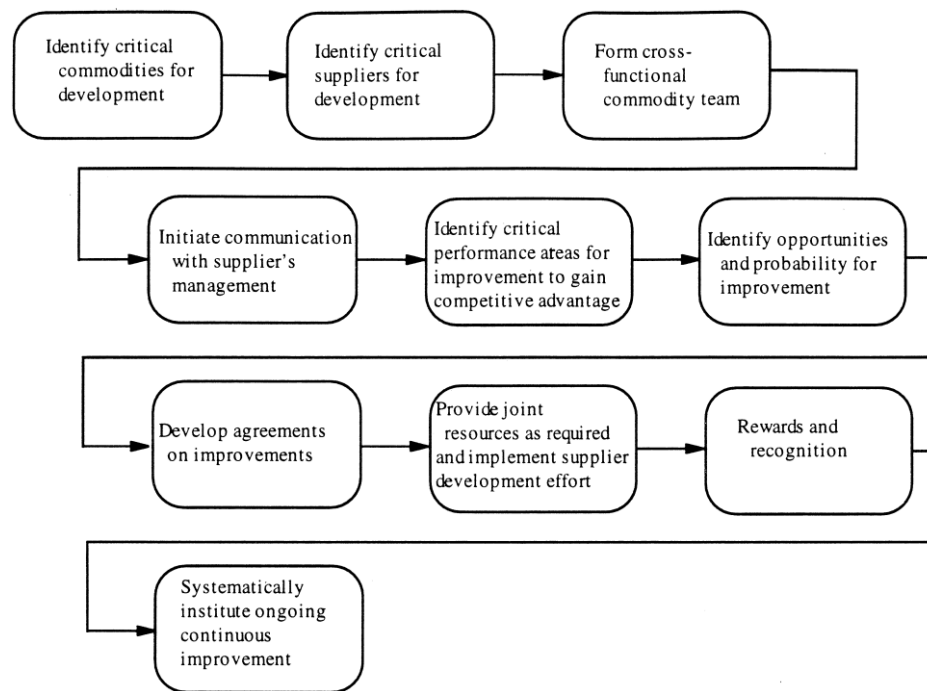 Identify critical
commodities for
development
Identify critical
suppliers for
development
Form cross-
functional
commodity team
Initiate communication
with supplier's
management
Identify critical
performance areas for
improvement to gain
competitive advantage
Identify opportunities
and probability for
improvement
Develop agreements
on improvements
Provide joint
resources as required
and implement supplier
development effort
Rewards and
recognition
Systematically
institute ongoing
continuous
improvement